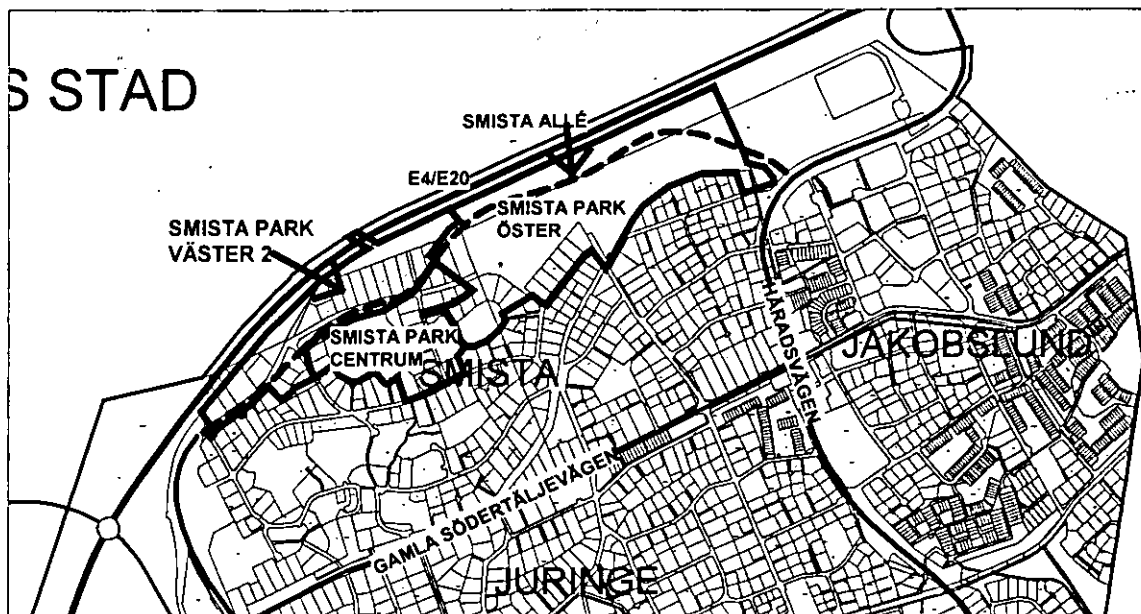 S STAD
SMISTA ALLÉ
E4/E20
SMISTA PARK
ÖSTER
SMISTA PARK
VÄSTER 2
SMISTA PARK
CENTRUM
SMISTA
HÄRADSVÄGEN
JAKOBSLUND
GAMLA SÖDERTÄLJEVÄGEN
JURINGE